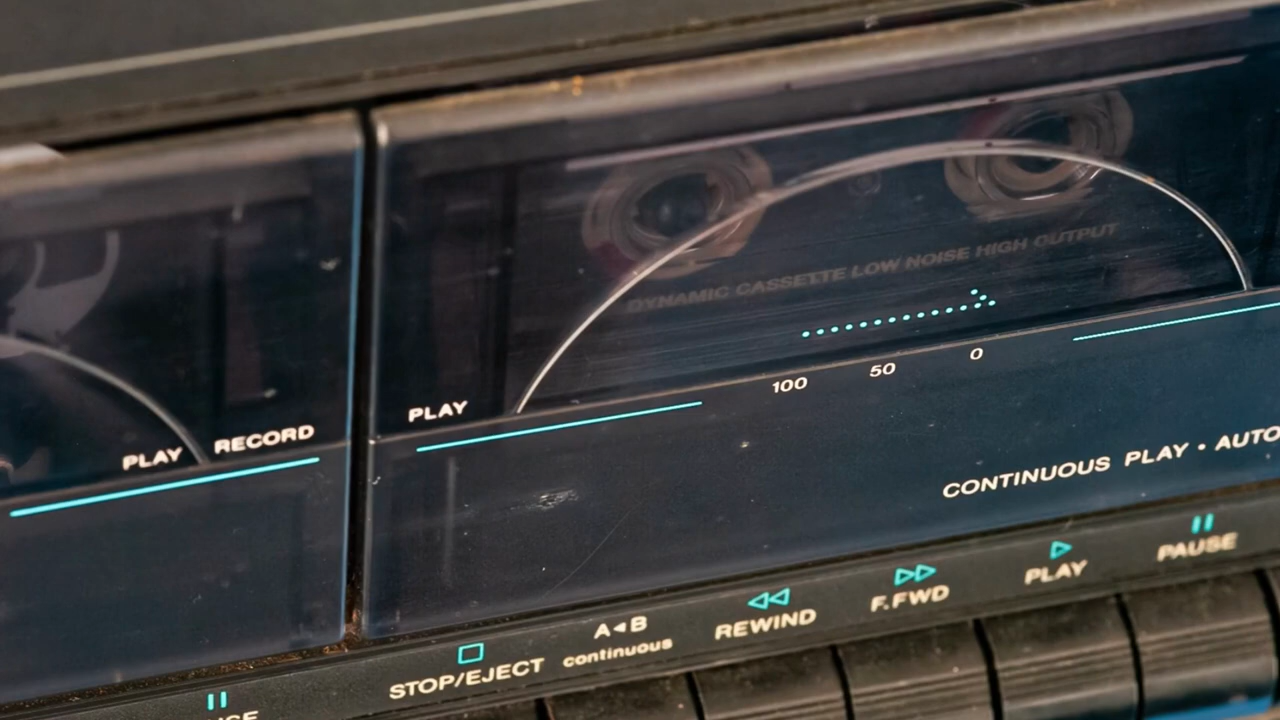 DYNAMIC CASSETTE LOW NOISE HIGH OUTPUT
100 50 0
PLAY
PLAY RECORD
CONTINUOUS PLAY • AUTO
PAUSE
PLAY
F.FWD
REWIND
A◂B
continuous
STOP/EJECT